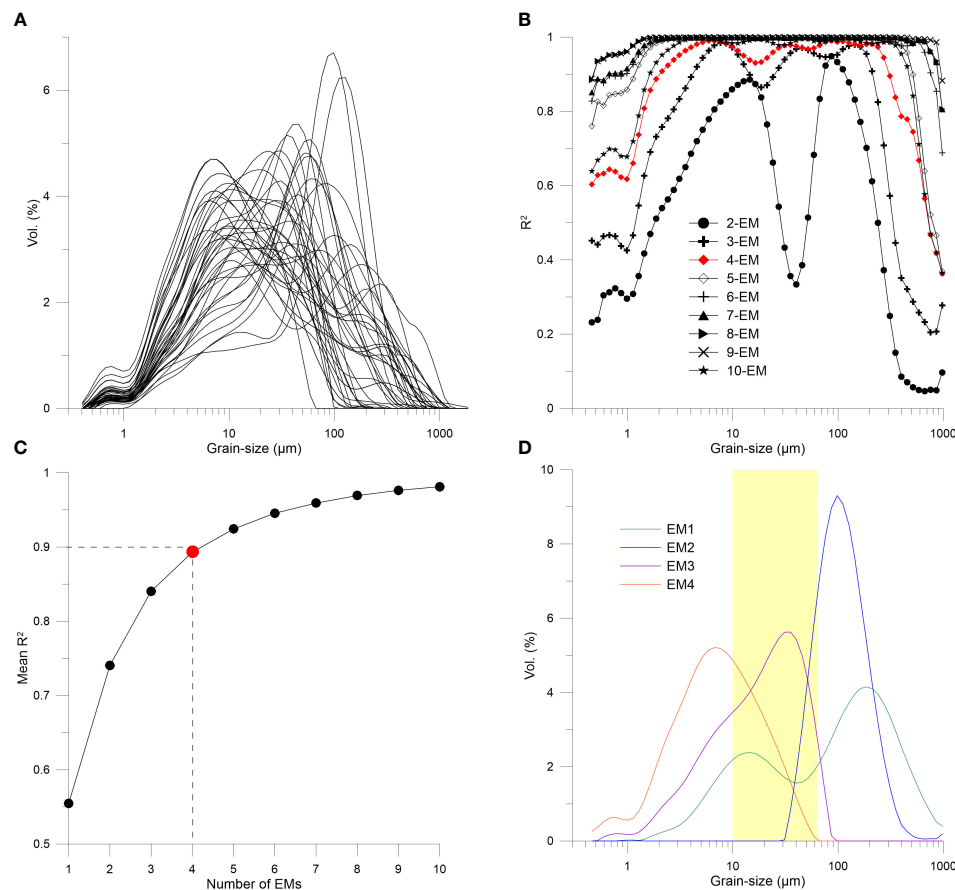 A
Vol. (%)
6
4
2
0
1
10
100
1000
Grain-size (µm)
B
R²
1
0.8
0.6
0.4
0.2
0
2-EM
3-EM
4-EM
5-EM
6-EM
7-EM
8-EM
9-EM
10-EM
1
10
100
1000
Grain-size (µm)
C
Mean R²
1
0.9
0.8
0.7
0.6
0.5
1
2
3
4
5
6
7
8
9
10
Number of EMs
D
Vol. (%)
10
8
6
4
2
0
EM1
EM2
EM3
EM4
1
10
100
1000
Grain-size (µm)